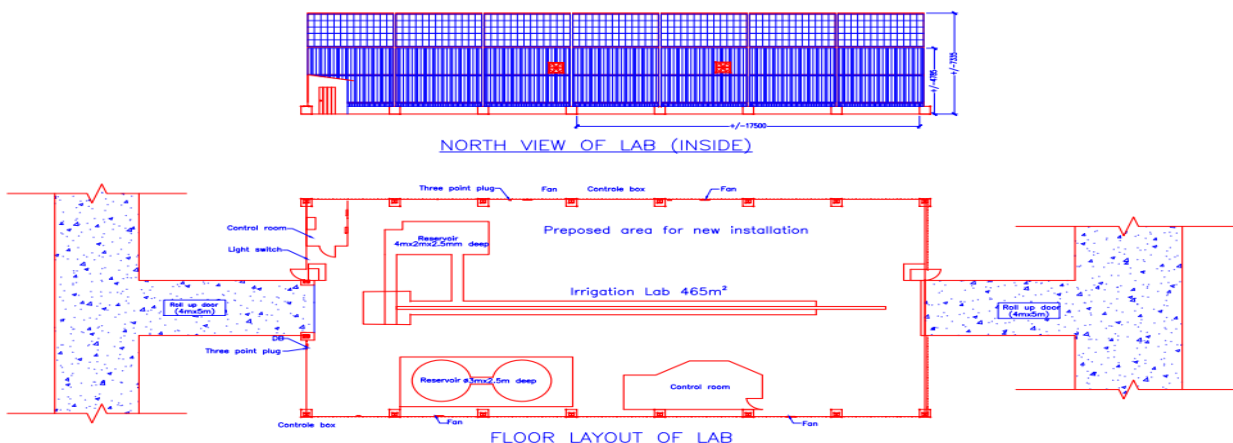 +/-4785
+/-7335
+/-17500
NORTH VIEW OF LAB (INSIDE)
Three point plug
Fan
Controle box
Fan
Control room
Reservoir
4mx2mx2.5mm deep
Preposed area for new installation
Light switch
Irrigation Lab 465m²
Roll up door
(4mx5m)
Roll up door
(4mx5m)
DB
Three point plug
Reservoir ø3mx2.5m deep
Control room
Controle box
Fan
Fan
FLOOR LAYOUT OF LAB